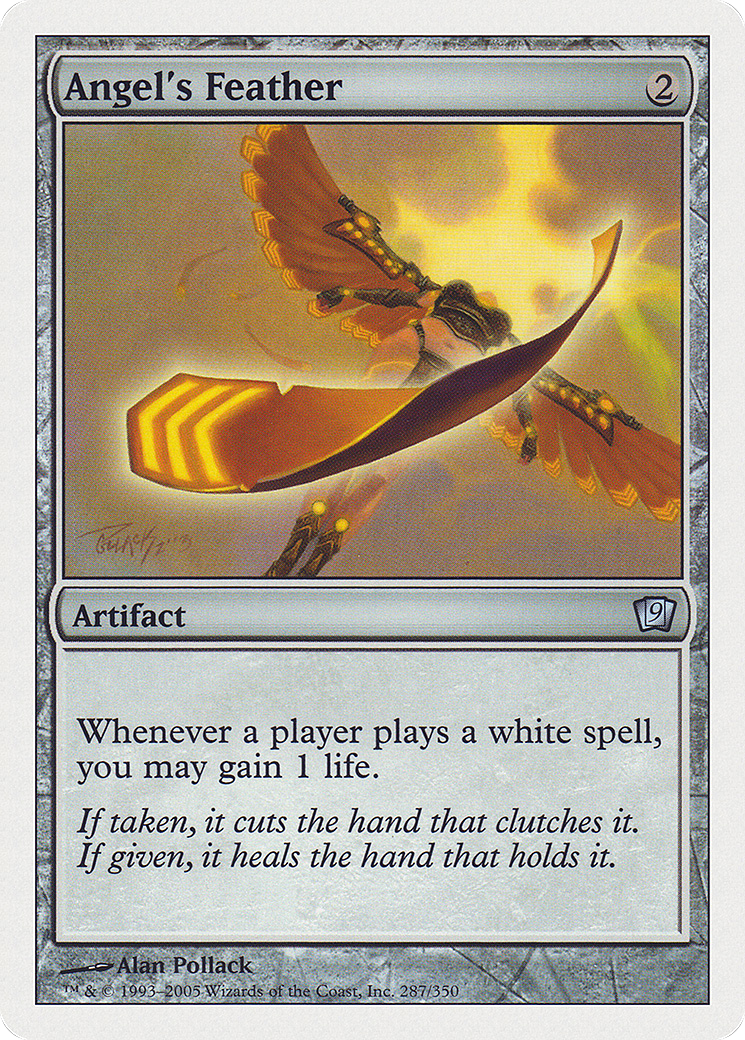 Angel's Feather
2
Artifact
9
Whenever a player plays a white spell,
you may gain 1 life.
If taken, it cuts the hand that clutches it.
If given, it heals the hand that holds it.
Alan Pollack
™ & © 1993–2005 Wizards of the Coast, Inc. 287/350